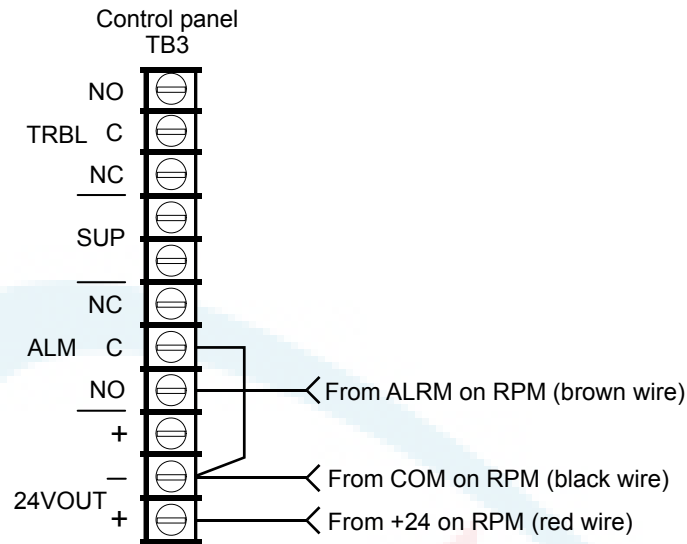 Control panel
TB3
NO
TRBL C
NC
SUP
NC
ALM C
NO From ALRM on RPM (brown wire)
+
– From COM on RPM (black wire)
24VOUT
+ From +24 on RPM (red wire)